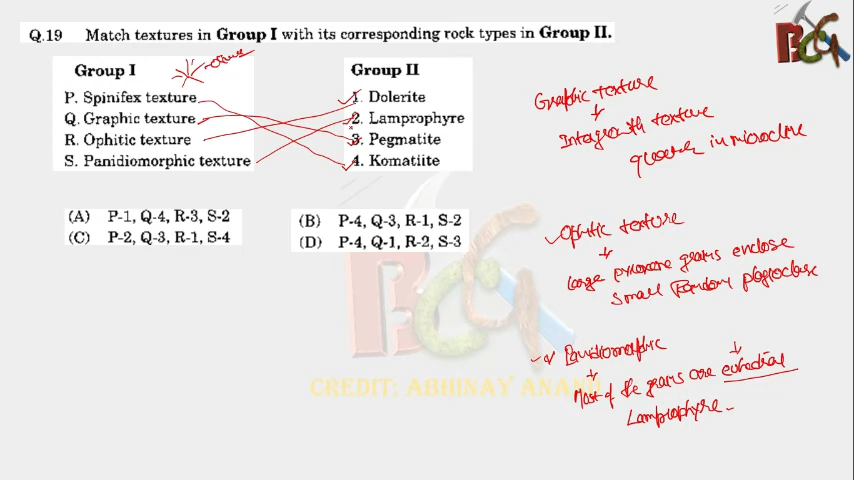 Q.19 Match textures in Group I with its corresponding rock types in Group II.
Group I
P. Spinifex texture
Q. Graphic texture
R. Ophitic texture
S. Panidiomorphic texture
Group II
1. Dolerite
2. Lamprophyre
3. Pegmatite
4. Komatiite
(A) P-1, Q-4, R-3, S-2
(B) P-4, Q-3, R-1, S-2
(C) P-2, Q-3, R-1, S-4
(D) P-4, Q-1, R-2, S-3
Graphic texture
Intergrowth texture
quartz in microcline
Ophitic texture
Large pyroxene grains enclose
small Random plagioclase
Panidiomorphic
Most of the grains are euhedral
Lamprophyre
BCG
CREDIT: ABHINAY ANAND